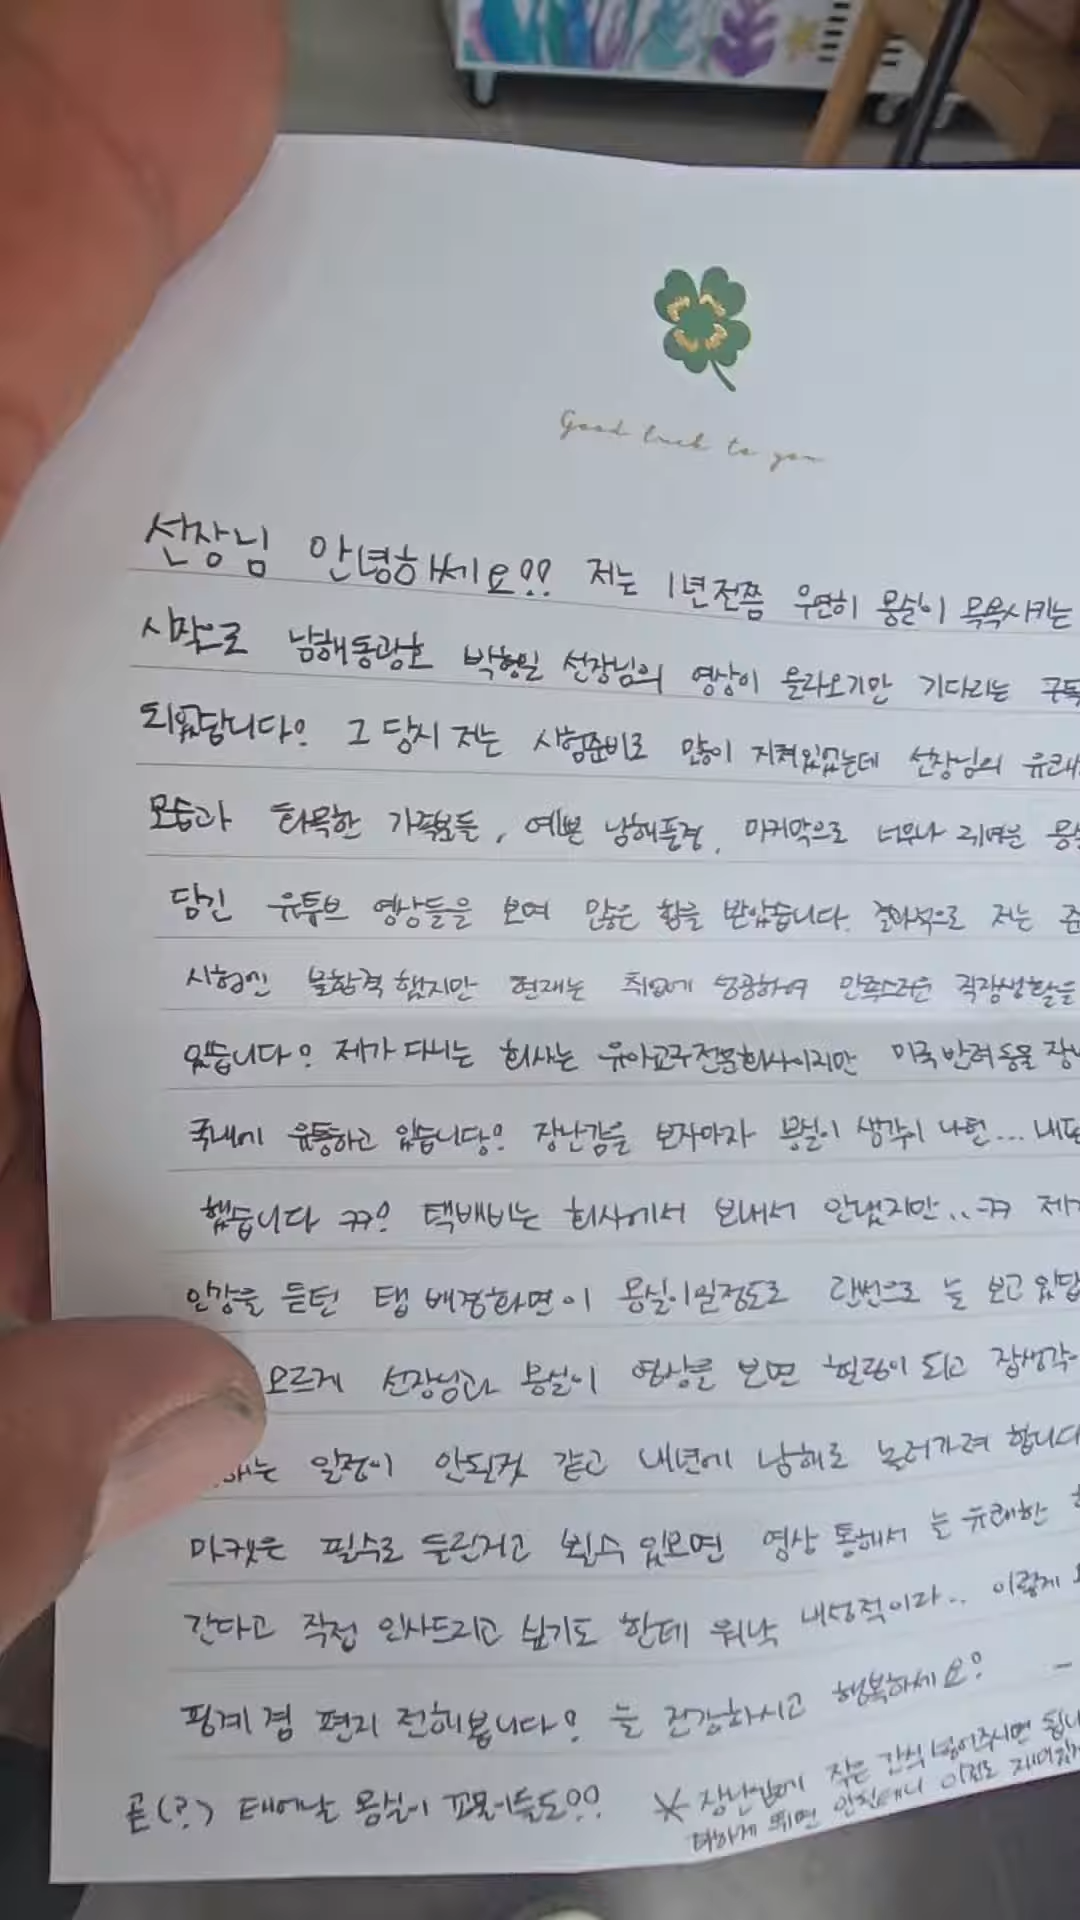 Good luck to you
선장님 안녕하세요!! 저는 1년전쯤 우연히 몽실이 목욕시키는
시작으로 남해동광호 박형일 선장님의 영상이 올라오기만 기다리는 구독
되었답니다! 그 당시 저는 시험준비로 많이 지쳐있었는데 선장님의 유쾌
모습과 화목한 가족분들, 예쁜 남해풍경, 마지막으로 너무나 귀여운 몽
담긴 유튜브 영상들을 보며 많은 힘을 받았습니다. 결과적으로 저는 준
시험엔 불합격 했지만 현재는 취업에 성공하여 만족스러운 직장생활을
있습니다! 제가 다니는 회사는 유아교구전문회사이지만 미국 반려동물 장
국내에 유통하고 있습니당! 장난감을 보자마자 몽실이 생각이 나던...
했습니다 ㅋㅋ! 택배비는 회사에서 보내서 안냈지만..ㅋㅋ 제
인강을 듣던 탭 배경화면이 몽실이일정도로 랜선으로 늘 보고 있답
모르게 선장님과 몽실이 영상을 보면 힐링이 되고 잠생각
해는 일정이 안될것 같고 내년에 남해로 놀러가려 합니다
마켓은 필수로 들릴거고 뵐수 있으면 영상 통해서 늘 유쾌한
간다고 직접 인사드리고 싶기도 한데 워낙 내성적이라.. 이렇게
핑계겸 편지 전해봅니다! 늘 건강하시고 행복하세요!
곧(?) 태어날 몽실이 꼬물이들도!!
* 장난감에 작은 간식 넣어주시면 됩니